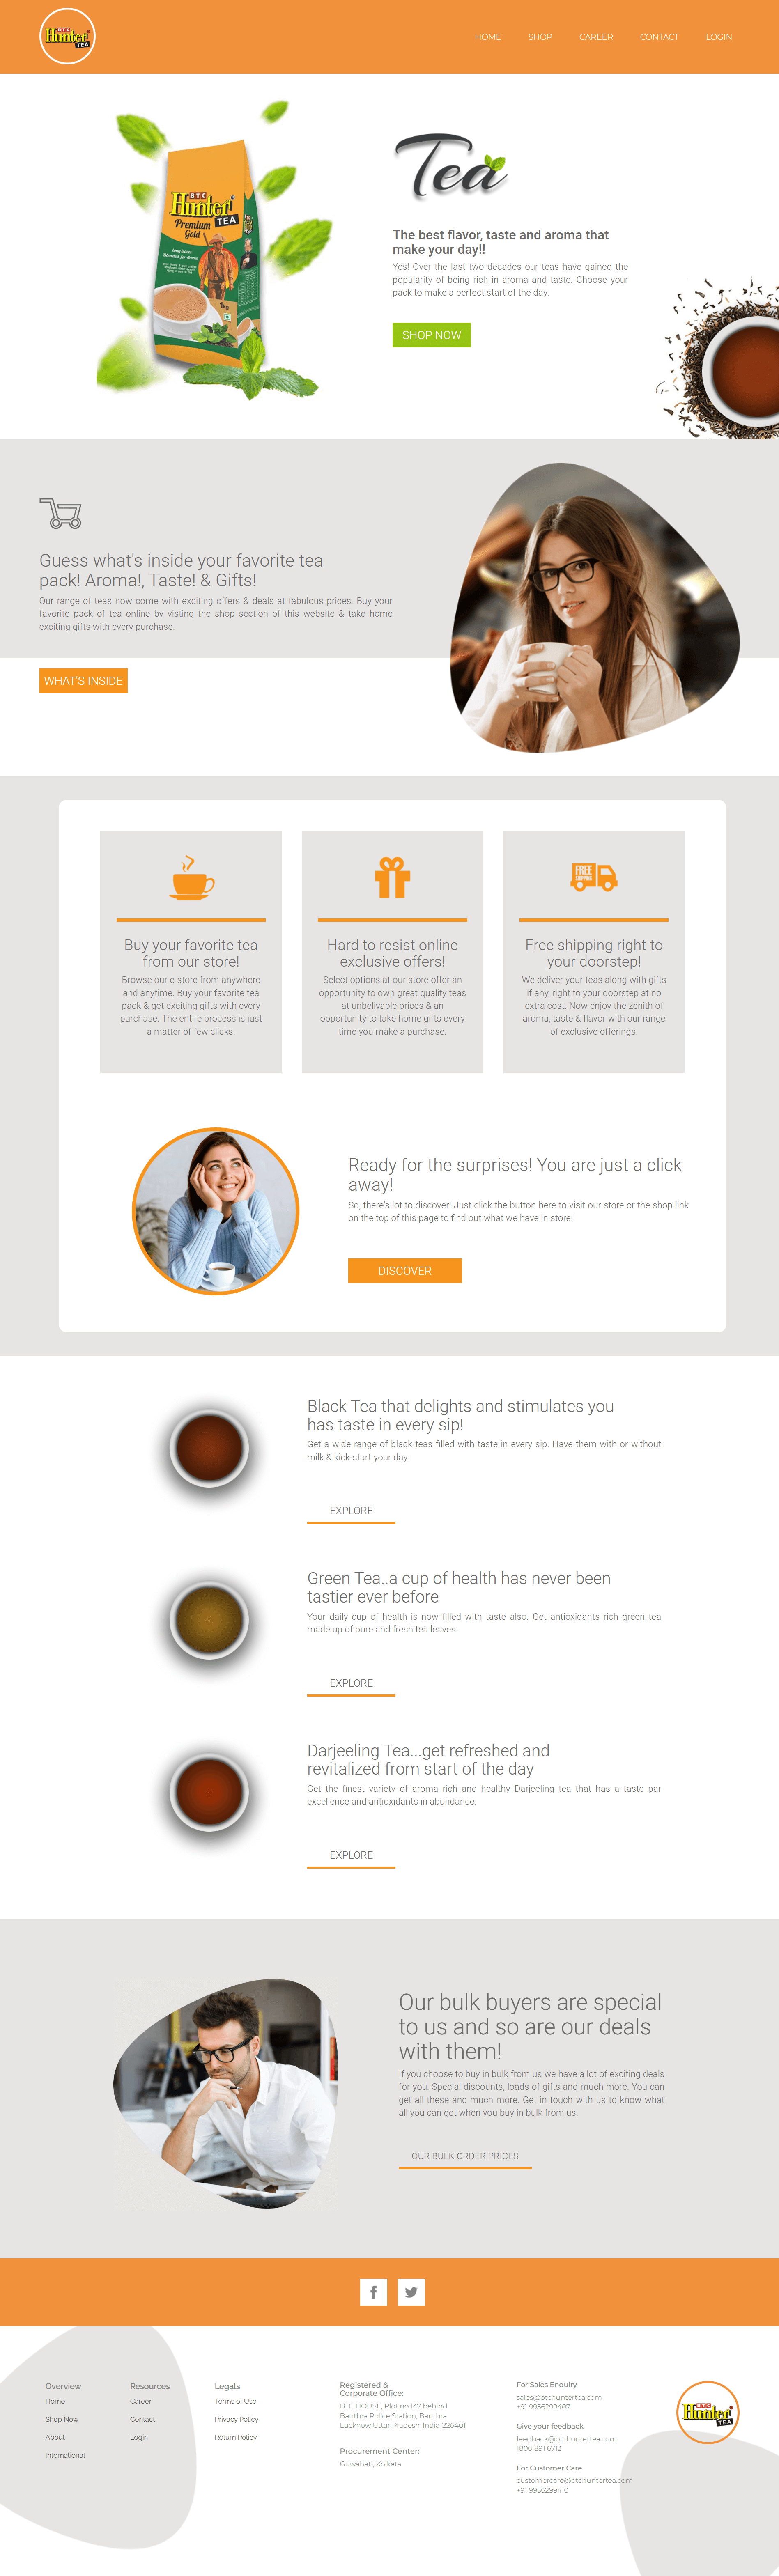 BTC
Hunter
TEA
HOME
SHOP
CAREER
CONTACT
LOGIN
BTC
Hunter
TEA
Premium
Gold
Tea
The best flavor, taste and aroma that
make your day!!
Yes! Over the last two decades our teas have gained the
popularity of being rich in aroma and taste. Choose your
pack to make a perfect start of the day.
SHOP NOW
Guess what's inside your favorite tea
pack! Aroma!, Taste! & Gifts!
Our range of teas now come with exciting offers & deals at fabulous prices. Buy your
favorite pack of tea online by visting the shop section of this website & take home
exciting gifts with every purchase.
WHAT'S INSIDE
Buy your favorite tea
from our store!
Browse our e-store from anywhere
and anytime. Buy your favorite tea
pack & get exciting gifts with every
purchase. The entire process is just
a matter of few clicks.
Hard to resist online
exclusive offers!
Select options at our store offer an
opportunity to own great quality teas
at unbelivable prices & an
opportunity to take home gifts every
time you make a purchase.
FREE
SHIPPING
Free shipping right to
your doorstep!
We deliver your teas along with gifts
if any, right to your doorstep at no
extra cost. Now enjoy the zenith of
aroma, taste & flavor with our range
of exclusive offerings.
Ready for the surprises! You are just a click
away!
So, there's lot to discover! Just click the button here to visit our store or the shop link
on the top of this page to find out what we have in store!
DISCOVER
Black Tea that delights and stimulates you
has taste in every sip!
Get a wide range of black teas filled with taste in every sip. Have them with or without
milk & kick-start your day.
EXPLORE
Green Tea..a cup of health has never been
tastier ever before
Your daily cup of health is now filled with taste also. Get antioxidants rich green tea
made up of pure and fresh tea leaves.
EXPLORE
Darjeeling Tea...get refreshed and
revitalized from start of the day
Get the finest variety of aroma rich and healthy Darjeeling tea that has a taste par
excellence and antioxidants in abundance.
EXPLORE
Our bulk buyers are special
to us and so are our deals
with them!
If you choose to buy in bulk from us we have a lot of exciting deals
for you. Special discounts, loads of gifts and much more. You can
get all these and much more. Get in touch with us to know what
all you can get when you buy in bulk from us.
OUR BULK ORDER PRICES
Overview
Home
Shop Now
About
International
Resources
Career
Contact
Login
Legals
Terms of Use
Privacy Policy
Return Policy
Registered &
Corporate Office:
BTC HOUSE, Plot no 147 behind
Banthra Police Station, Banthra
Lucknow Uttar Pradesh-India-226401
Procurement Center:
Guwahati, Kolkata
For Sales Enquiry
sales@btchuntertea.com
+91 9956299407
Give your feedback
feedback@btchuntertea.com
1800 891 6712
For Customer Care
customercare@btchuntertea.com
+91 9956299410
BTC
Hunter
TEA